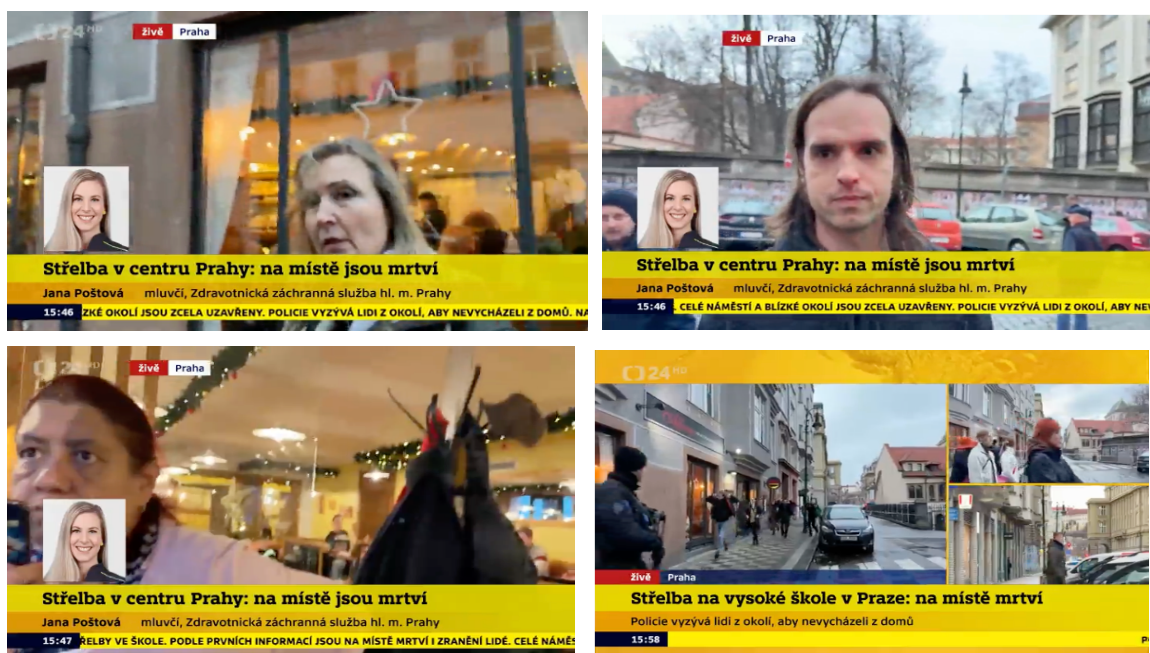 24 HD
živě Praha
Střelba v centru Prahy: na místě jsou mrtví
Jana Poštová mluvčí, Zdravotnická záchranná služba hl. m. Prahy
15:46 ZKÉ OKOLÍ JSOU ZCELA UZAVŘENY. POLICIE VYZÝVÁ LIDI Z OKOLÍ, ABY NEVYCHÁZELI Z DOMŮ. NA
živě Praha
Střelba v centru Prahy: na místě jsou mrtví
Jana Poštová mluvčí, Zdravotnická záchranná služba hl. m. Prahy
15:46 . CELÉ NÁMĚSTÍ A BLÍZKÉ OKOLÍ JSOU ZCELA UZAVŘENY. POLICIE VYZÝVÁ LIDI Z OKOLÍ, ABY NEV
24 HD
živě Praha
Střelba v centru Prahy: na místě jsou mrtví
Jana Poštová mluvčí, Zdravotnická záchranná služba hl. m. Prahy
15:47 ŘELBY VE ŠKOLE. PODLE PRVNÍCH INFORMACÍ JSOU NA MÍSTĚ MRTVÍ I ZRANĚNÍ LIDÉ. CELÉ NÁMĚS
24 HD
živě Praha
Střelba na vysoké škole v Praze: na místě mrtví
Policie vyzývá lidi z okolí, aby nevycházeli z domů
15:58 P